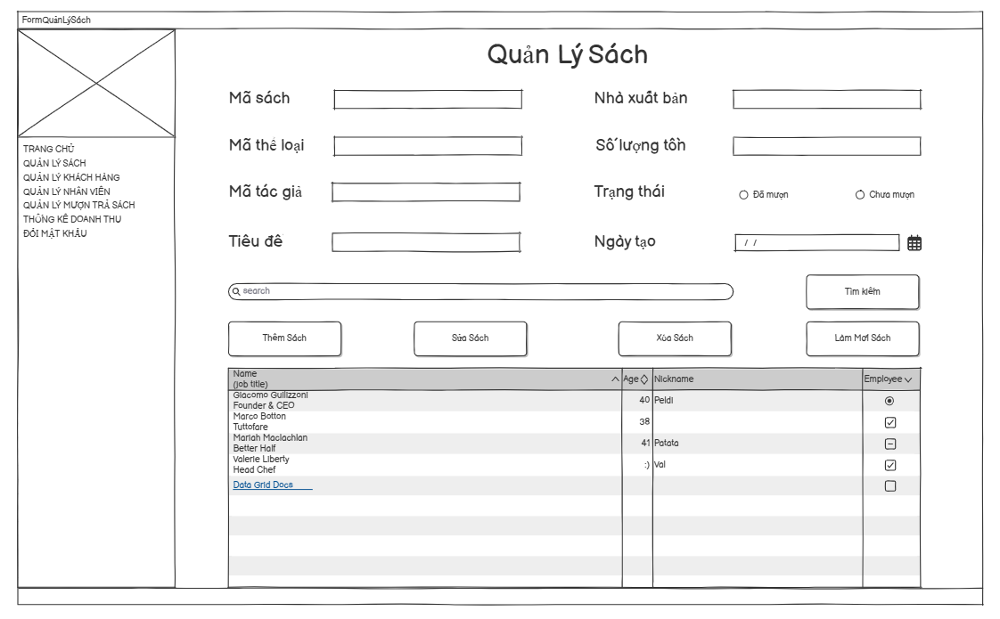 FormQuảnLýSách
TRANG CHỦ
QUẢN LÝ SÁCH
QUẢN LÝ KHÁCH HÀNG
QUẢN LÝ NHÂN VIÊN
QUẢN LÝ MƯỢN TRẢ SÁCH
THỐNG KÊ DOANH THU
ĐỔI MẬT KHẨU
Quản Lý Sách
Mã sách
Nhà xuất bản
Mã thể loại
Số lượng tồn
Mã tác giả
Trạng thái
Đã mượn
Chưa mượn
Tiêu đề
Ngày tạo
/ /
search
Tìm kiếm
Thêm Sách
Sửa Sách
Xóa Sách
Làm Mới Sách
Name
(job title)
Age
Nickname
Employee
Giacomo Guilizzoni
Founder & CEO
40
Peldi
Marco Botton
Tuttofare
38
Mariah Maclachlan
Better Half
41
Patata
Valerie Liberty
Head Chef
:)
Val
Data Grid Docs